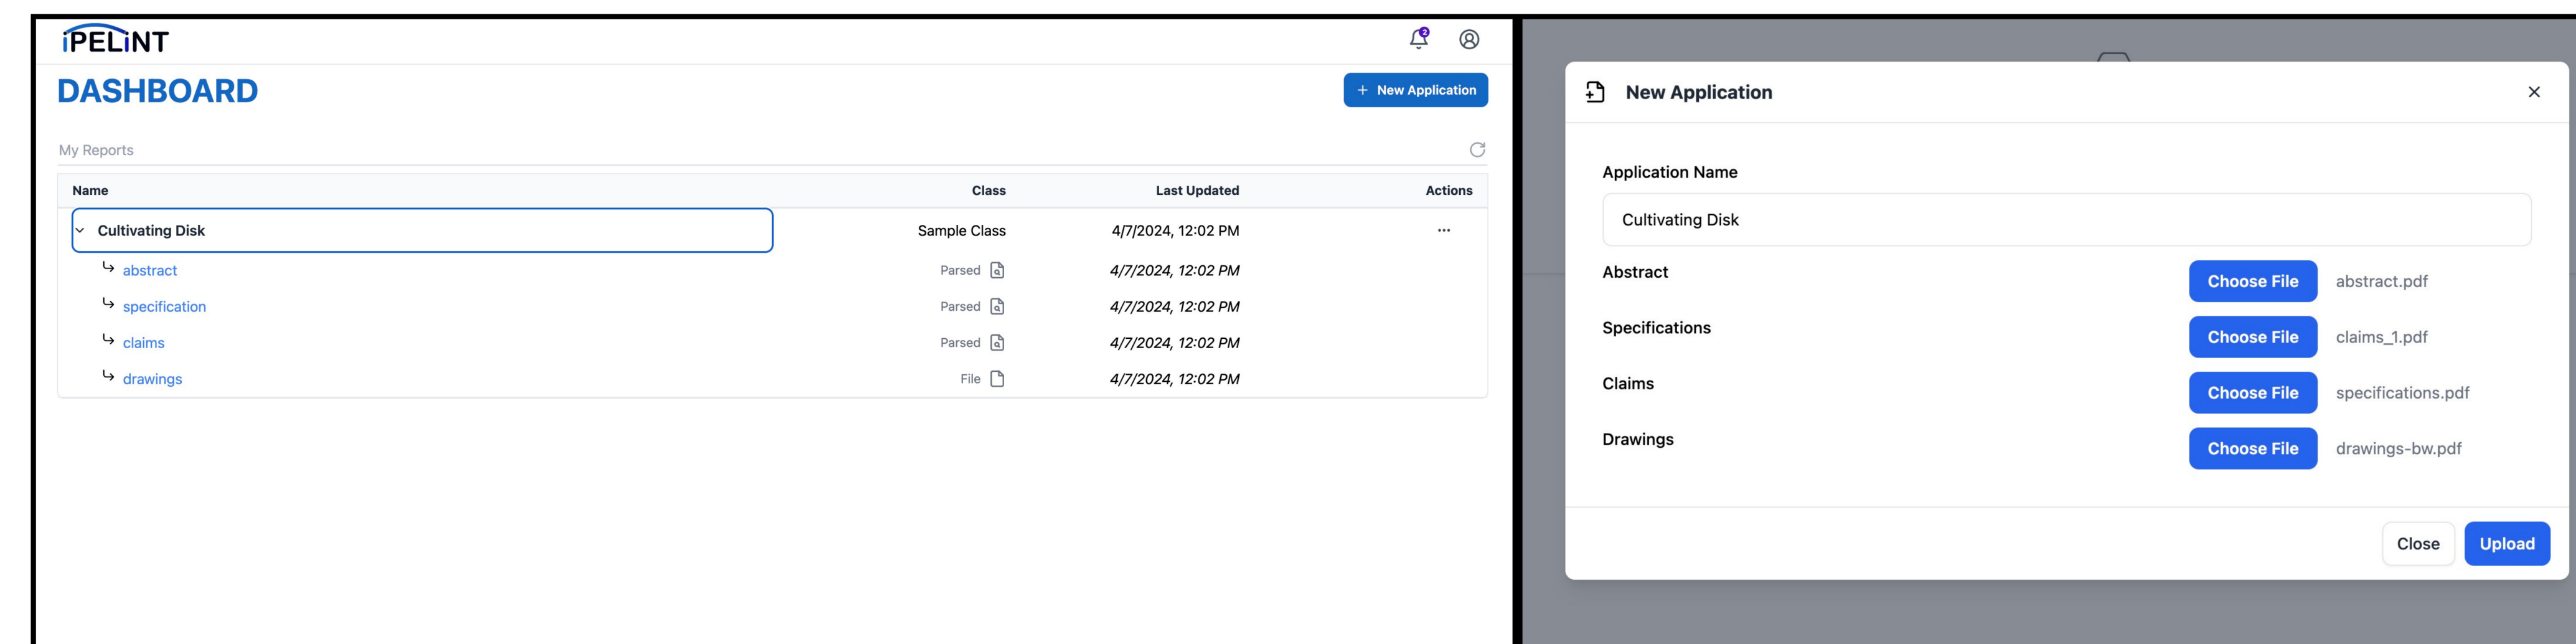 iPELiNT
2
DASHBOARD
+ New Application
My Reports
Name Class Last Updated Actions
Cultivating Disk Sample Class 4/7/2024, 12:02 PM ...
abstract Parsed 4/7/2024, 12:02 PM
specification Parsed 4/7/2024, 12:02 PM
claims Parsed 4/7/2024, 12:02 PM
drawings File 4/7/2024, 12:02 PM
New Application
Application Name
Cultivating Disk
Abstract Choose File abstract.pdf
Specifications Choose File claims_1.pdf
Claims Choose File specifications.pdf
Drawings Choose File drawings-bw.pdf
Close Upload